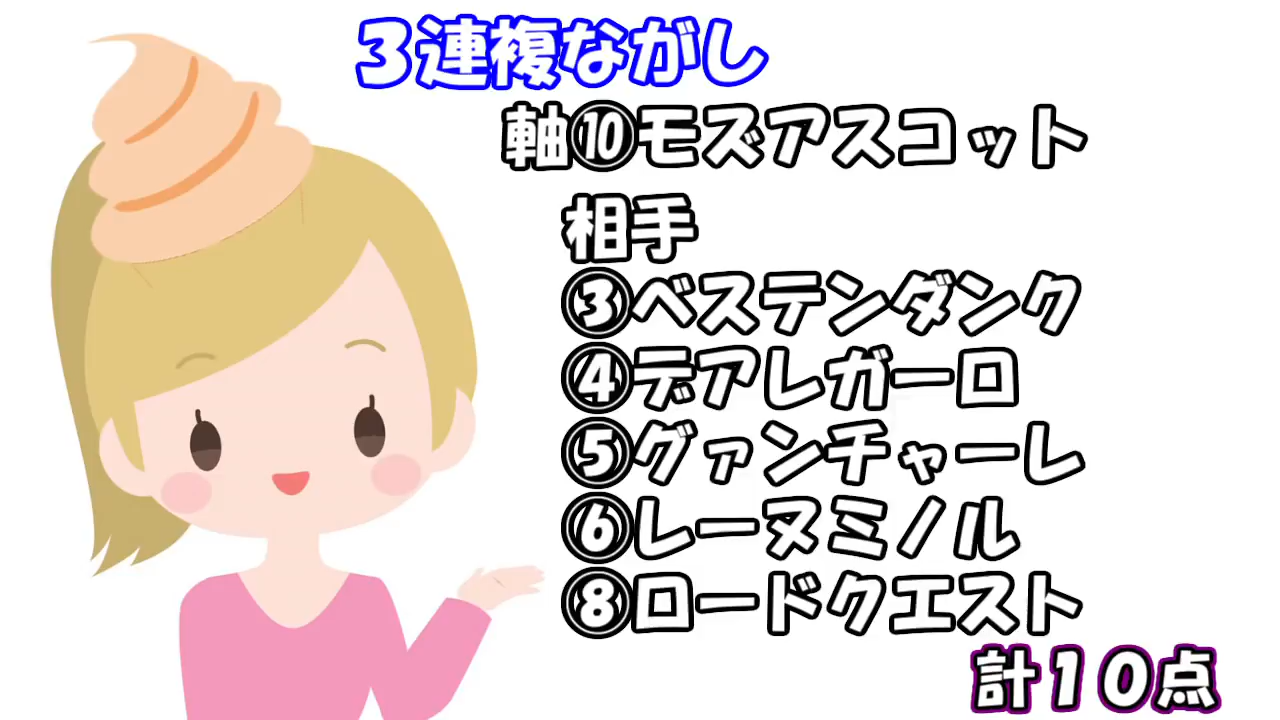 ３連複ながし
軸⑩モズアスコット
相手
③ベステンダンク
④デアレガーロ
⑤グァンチャーレ
⑥レーヌミノル
⑧ロードクエスト
計１０点